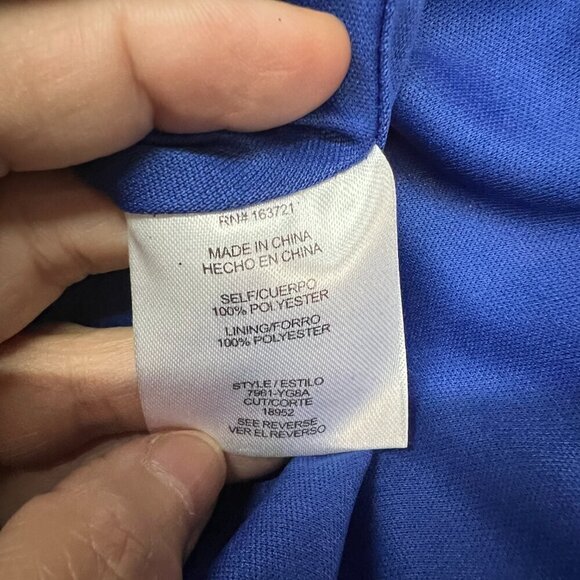 RN# 163721
MADE IN CHINA
HECHO EN CHINA
SELF/CUERPO
100% POLYESTER
LINING/FORRO
100% POLYESTER
STYLE / ESTILO
7961-YG8A
CUT/CORTE
18952
SEE REVERSE
VER EL REVERSO